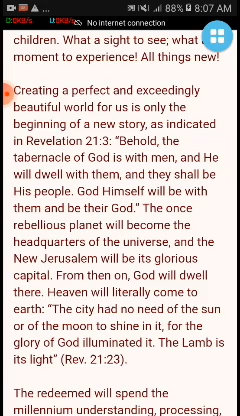 0:0KB/s U:0KB/s No internet connection 88% 8:07 AM
children. What a sight to see; what
moment to experience! All things new!
Creating a perfect and exceedingly
beautiful world for us is only the
beginning of a new story, as indicated
in Revelation 21:3: “Behold, the
tabernacle of God is with men, and He
will dwell with them, and they shall be
His people. God Himself will be with
them and be their God.” The once
rebellious planet will become the
headquarters of the universe, and the
New Jerusalem will be its glorious
capital. From then on, God will dwell
there. Heaven will literally come to
earth: “The city had no need of the sun
or of the moon to shine in it, for the
glory of God illuminated it. The Lamb is
its light” (Rev. 21:23).
The redeemed will spend the
millennium understanding, processing,